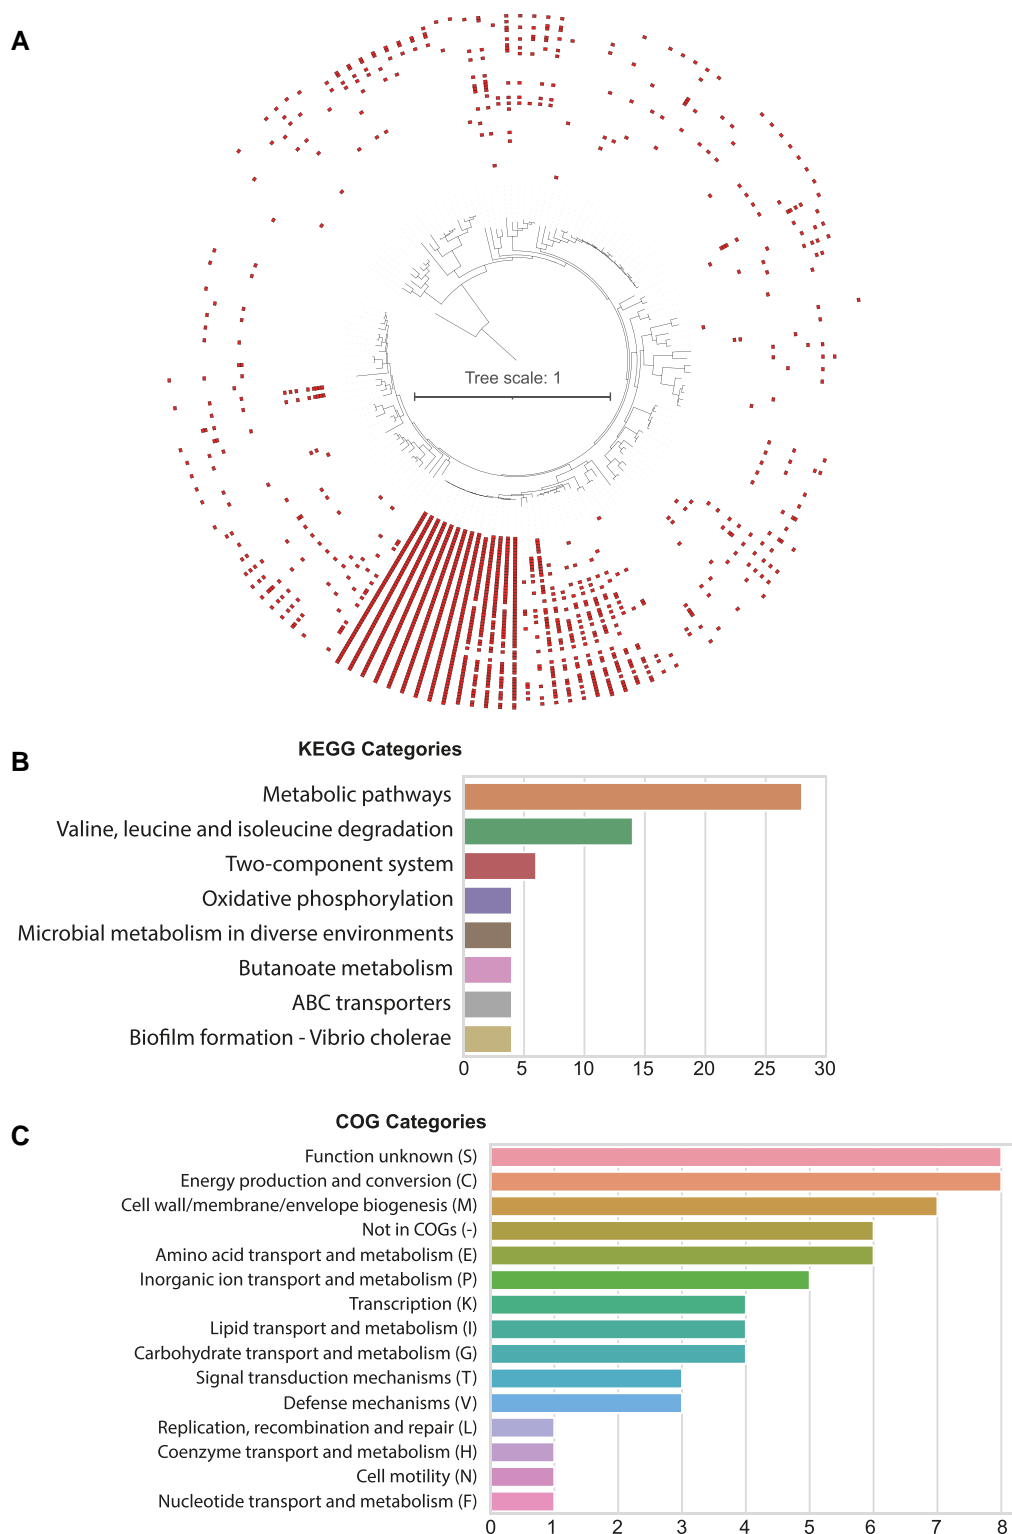 A
Tree scale: 1
B
KEGG Categories
Metabolic pathways
Valine, leucine and isoleucine degradation
Two-component system
Oxidative phosphorylation
Microbial metabolism in diverse environments
Butanoate metabolism
ABC transporters
Biofilm formation - Vibrio cholerae
0 5 10 15 20 25 30
C
COG Categories
Function unknown (S)
Energy production and conversion (C)
Cell wall/membrane/envelope biogenesis (M)
Not in COGs (-)
Amino acid transport and metabolism (E)
Inorganic ion transport and metabolism (P)
Transcription (K)
Lipid transport and metabolism (I)
Carbohydrate transport and metabolism (G)
Signal transduction mechanisms (T)
Defense mechanisms (V)
Replication, recombination and repair (L)
Coenzyme transport and metabolism (H)
Cell motility (N)
Nucleotide transport and metabolism (F)
0 1 2 3 4 5 6 7 8